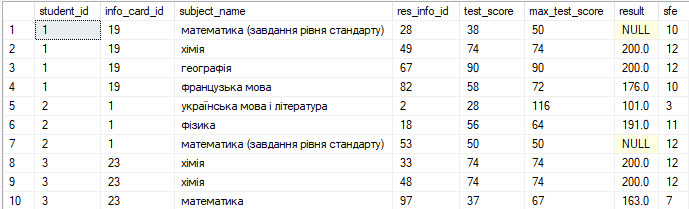 student_id info_card_id subject_name res_info_id test_score max_test_score result sfe
1 1 19 математика (завдання рівня стандарту) 28 38 50 NULL 10
2 1 19 хімія 49 74 74 200.0 12
3 1 19 географія 67 90 90 200.0 12
4 1 19 французька мова 82 58 72 176.0 10
5 2 1 українська мова і література 2 28 116 101.0 3
6 2 1 фізика 18 56 64 191.0 11
7 2 1 математика (завдання рівня стандарту) 53 50 50 NULL 12
8 3 23 хімія 33 74 74 200.0 12
9 3 23 хімія 48 74 74 200.0 12
10 3 23 математика 97 37 67 163.0 7